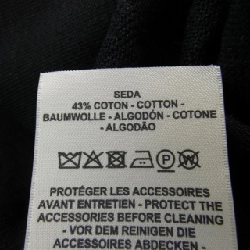 SEDA
43% COTON - COTTON -
BAUMWOLLE - ALGODÓN - COTONE
- ALGODÃO
P
PROTÉGER LES ACCESSOIRES
AVANT ENTRETIEN - PROTECT THE
ACCESSORIES BEFORE CLEANING
- VOR DEM REINIGEN DIE
ACCESSOIRES ABDECKEN -